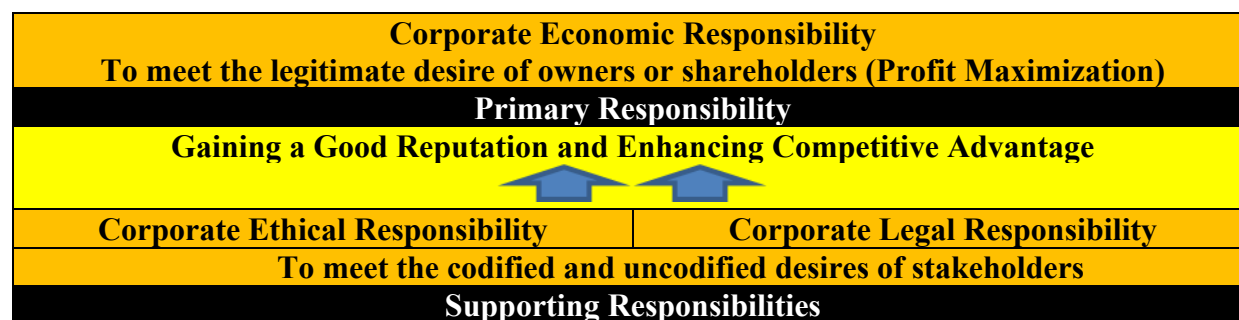 Corporate Economic Responsibility
To meet the legitimate desire of owners or shareholders (Profit Maximization)
Primary Responsibility
Gaining a Good Reputation and Enhancing Competitive Advantage
Corporate Ethical Responsibility
Corporate Legal Responsibility
To meet the codified and uncodified desires of stakeholders
Supporting Responsibilities